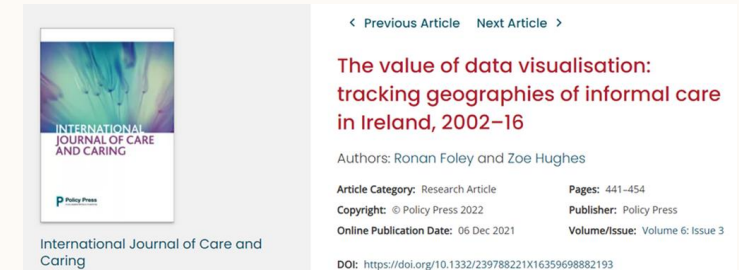 < Previous Article Next Article >
INTERNATIONAL
JOURNAL OF CARE
AND CARING
Policy Press
International Journal of Care and
Caring
The value of data visualisation:
tracking geographies of informal care
in Ireland, 2002–16
Authors: Ronan Foley and Zoe Hughes
Article Category: Research Article
Pages: 441–454
Copyright: © Policy Press 2022
Publisher: Policy Press
Online Publication Date: 06 Dec 2021
Volume/Issue: Volume 6: Issue 3
DOI: https://doi.org/10.1332/239788221X16359698882193